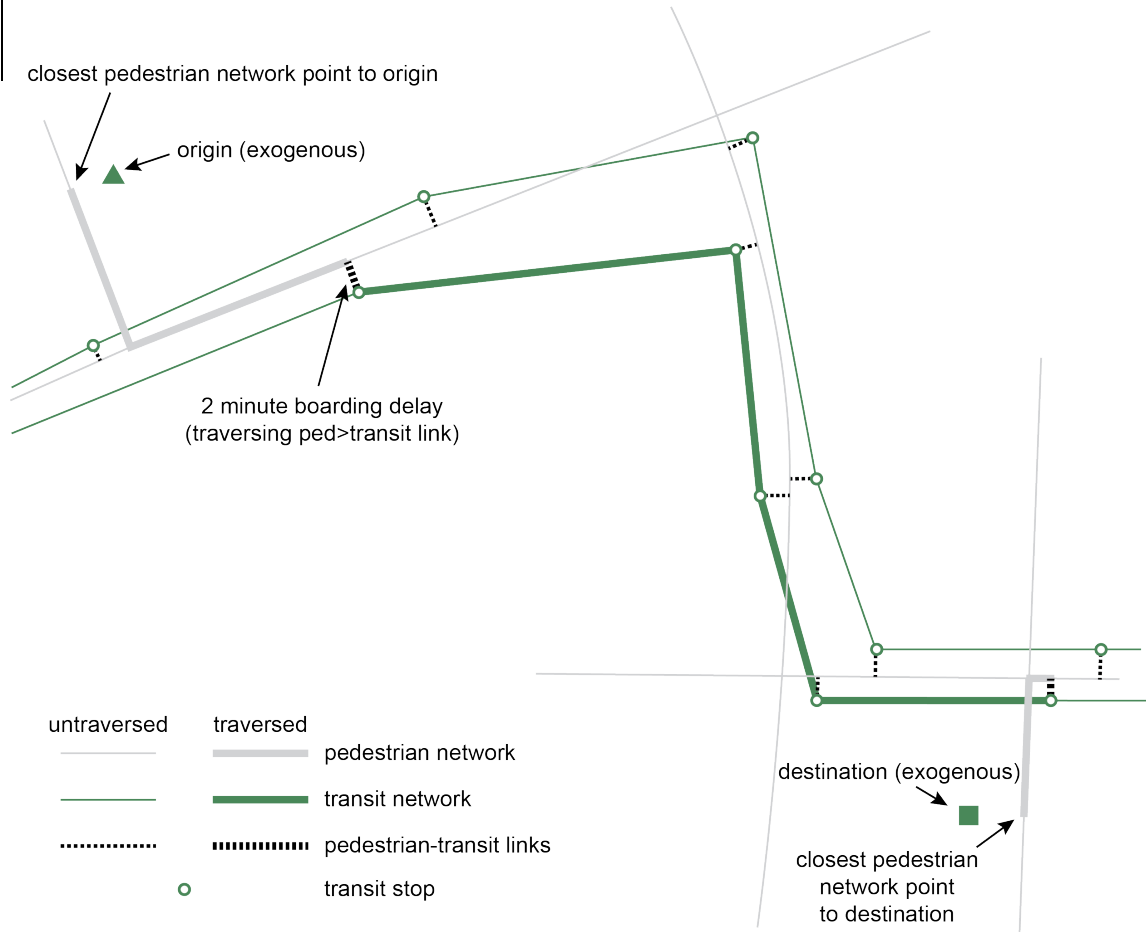 closest pedestrian network point to origin
origin (exogenous)
2 minute boarding delay
(traversing ped>transit link)
untraversed traversed
pedestrian network
transit network
pedestrian-transit links
transit stop
destination (exogenous)
closest pedestrian
network point
to destination